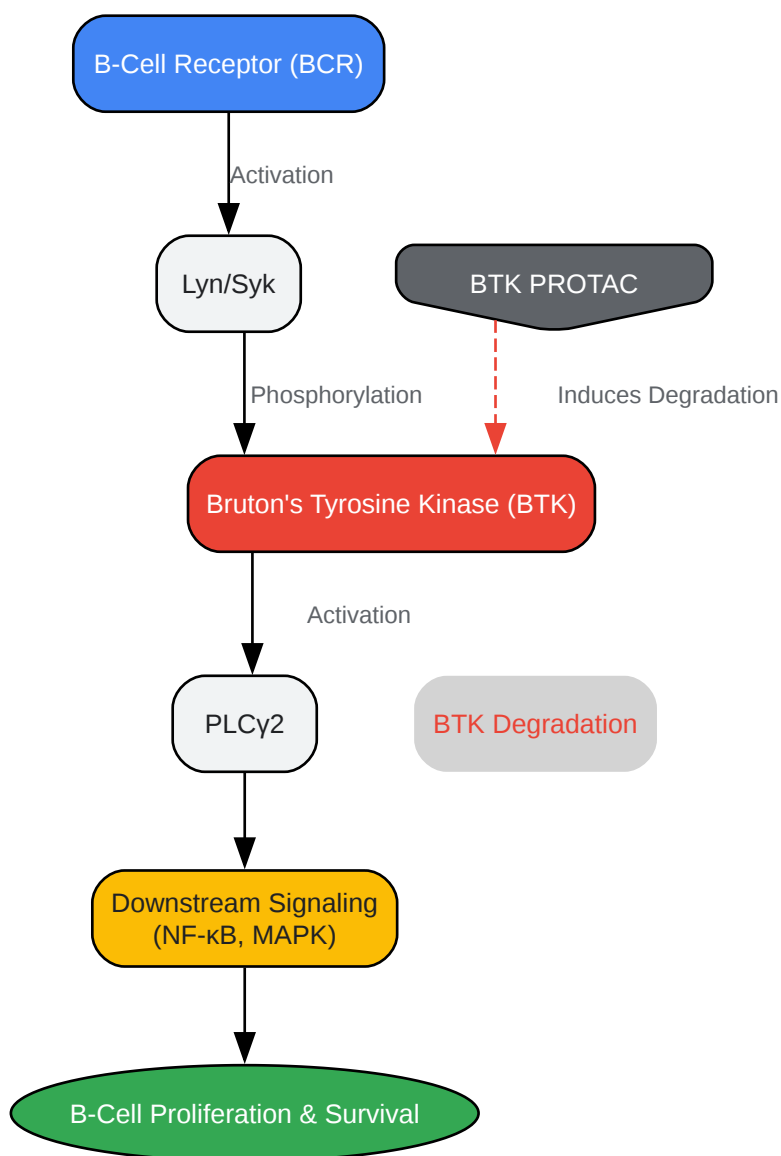 B-Cell Receptor (BCR)
Activation
Lyn/Syk
BTK PROTAC
Phosphorylation
Induces Degradation
Bruton's Tyrosine Kinase (BTK)
Activation
PLCγ2
BTK Degradation
Downstream Signaling
(NF-κB, MAPK)
B-Cell Proliferation & Survival